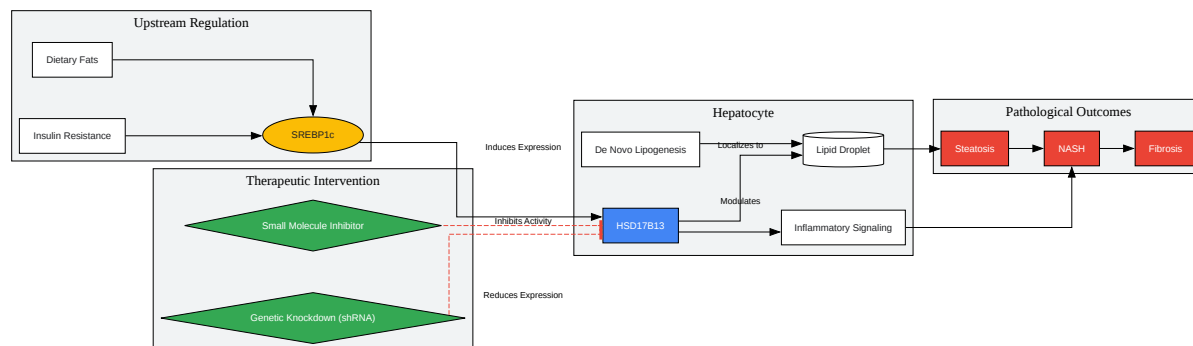 Upstream Regulation
Dietary Fats
Insulin Resistance
SREBP1c
Induces Expression
Therapeutic Intervention
Small Molecule Inhibitor
Inhibits Activity
Genetic Knockdown (shRNA)
Reduces Expression
Hepatocyte
De Novo Lipogenesis
Localizes to
Lipid Droplet
Modulates
HSD17B13
Inflammatory Signaling
Pathological Outcomes
Steatosis
NASH
Fibrosis